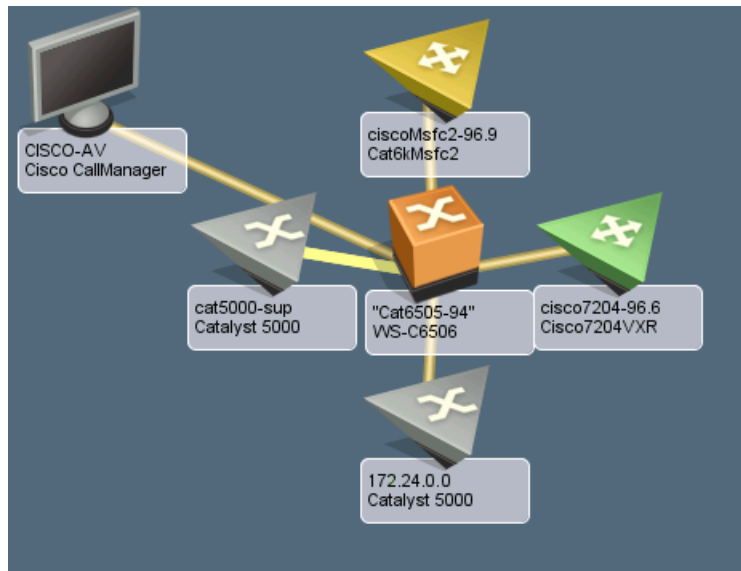 ciscoMsfc2-96.9
Cat6kMsfc2
CISCO-AV
Cisco CallManager
cat5000-sup
Catalyst 5000
"Cat6505-94"
WS-C6506
cisco7204-96.6
Cisco7204VXR
172.24.0.0
Catalyst 5000